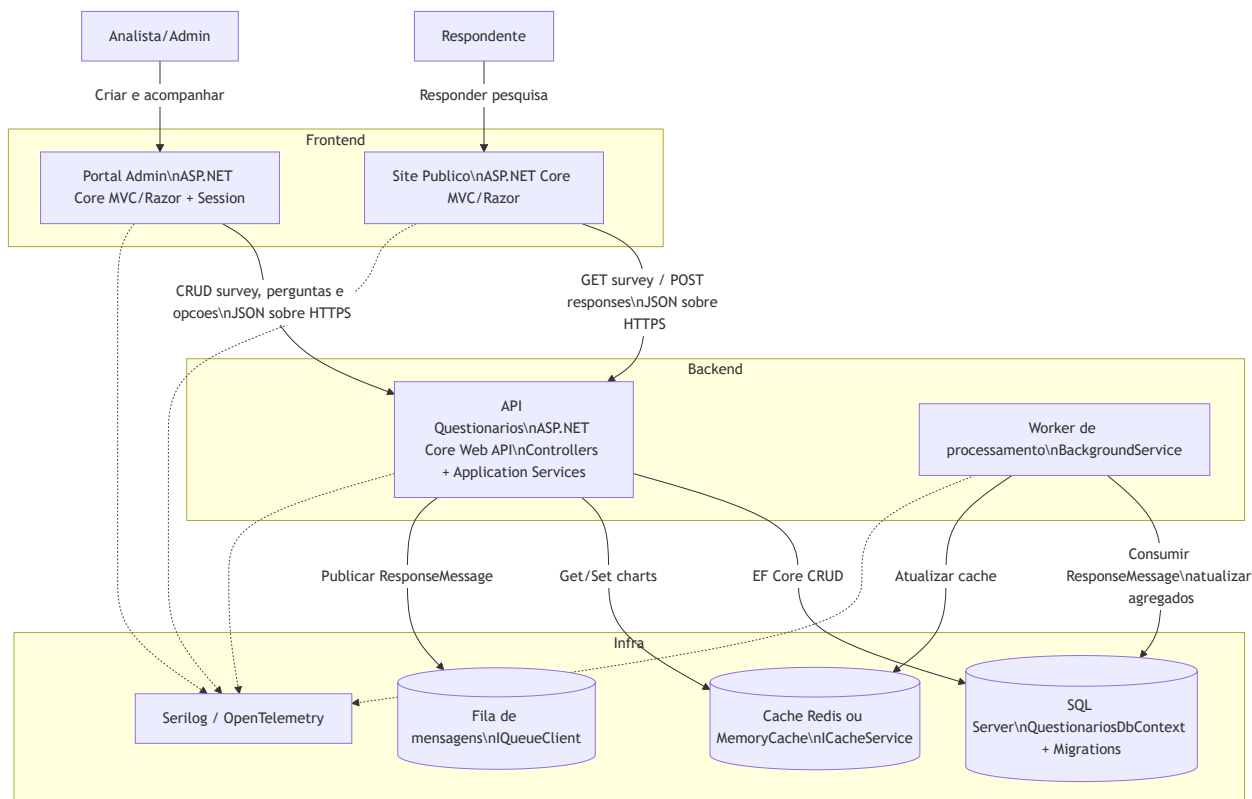 Analista/Admin
Respondente
Criar e acompanhar
Responder pesquisa
Frontend
Portal Admin\nASP.NET
Core MVC/Razor + Session
Site Publico\nASP.NET Core
MVC/Razor
CRUD survey, perguntas e
opcoes\nJSON sobre HTTPS
GET survey / POST
responses\nJSON sobre
HTTPS
Backend
API
Questionarios\nASP.NET
Core Web API\nControllers
+ Application Services
Worker de
processamento\nBackgroundService
Publicar ResponseMessage
Get/Set charts
EF Core CRUD
Atualizar cache
Consumir
ResponseMessage\natualizar
agregados
Infra
Serilog / OpenTelemetry
Fila de
mensagens\nIQueueClient
Cache Redis ou
MemoryCache\nICacheService
SQL
Server\nQuestionariosDbContext
+ Migrations